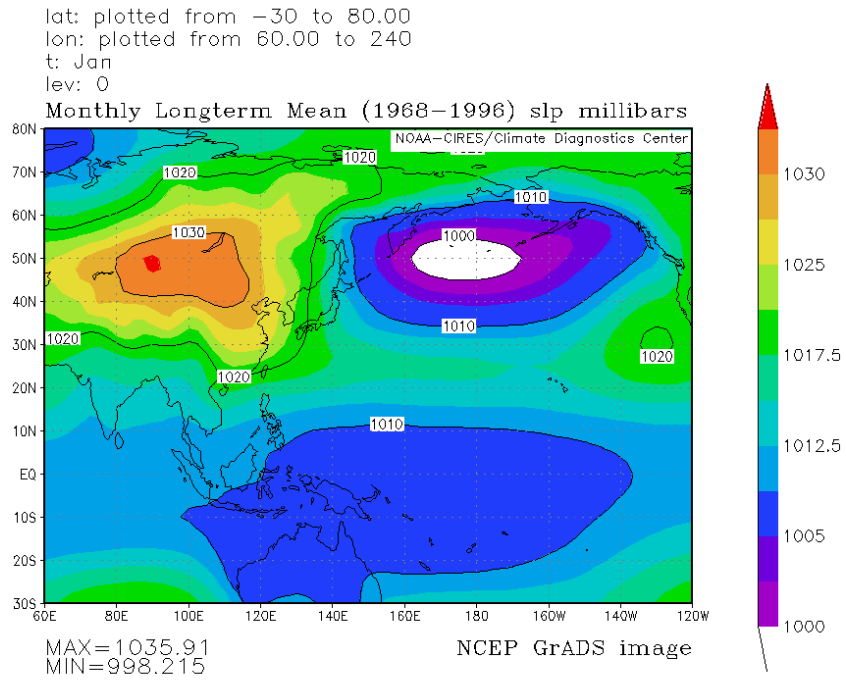 lat: plotted from -30 to 80.00
lon: plotted from 60.00 to 240
t: Jan
lev: 0
Monthly Longterm Mean (1968-1996) slp millibars
NOAA-CIRES/Climate Diagnostics Center
80N
70N
60N
50N
40N
30N
20N
10N
EQ
10S
20S
30S
1020
1020
1010
1030
1000
1010
1020
1020
1020
1010
60E 80E 100E 120E 140E 160E 180 160W 140W 120W
1030
1025
1017.5
1012.5
1005
1000
MAX=1035.91
MIN=998.215
NCEP GrADS image